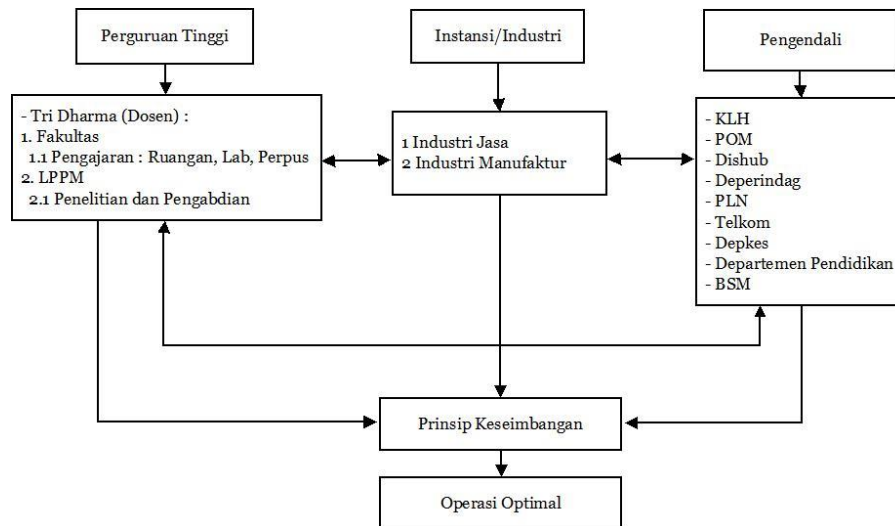 Perguruan Tinggi
Instansi/Industri
Pengendali
- Tri Dharma (Dosen) :
1. Fakultas
1.1 Pengajaran : Ruangan, Lab, Perpus
2. LPPM
2.1 Penelitian dan Pengabdian
1 Industri Jasa
2 Industri Manufaktur
- KLH
- POM
- Dishub
- Deperindag
- PLN
- Telkom
- Depkes
- Departemen Pendidikan
- BSM
Prinsip Keseimbangan
Operasi Optimal